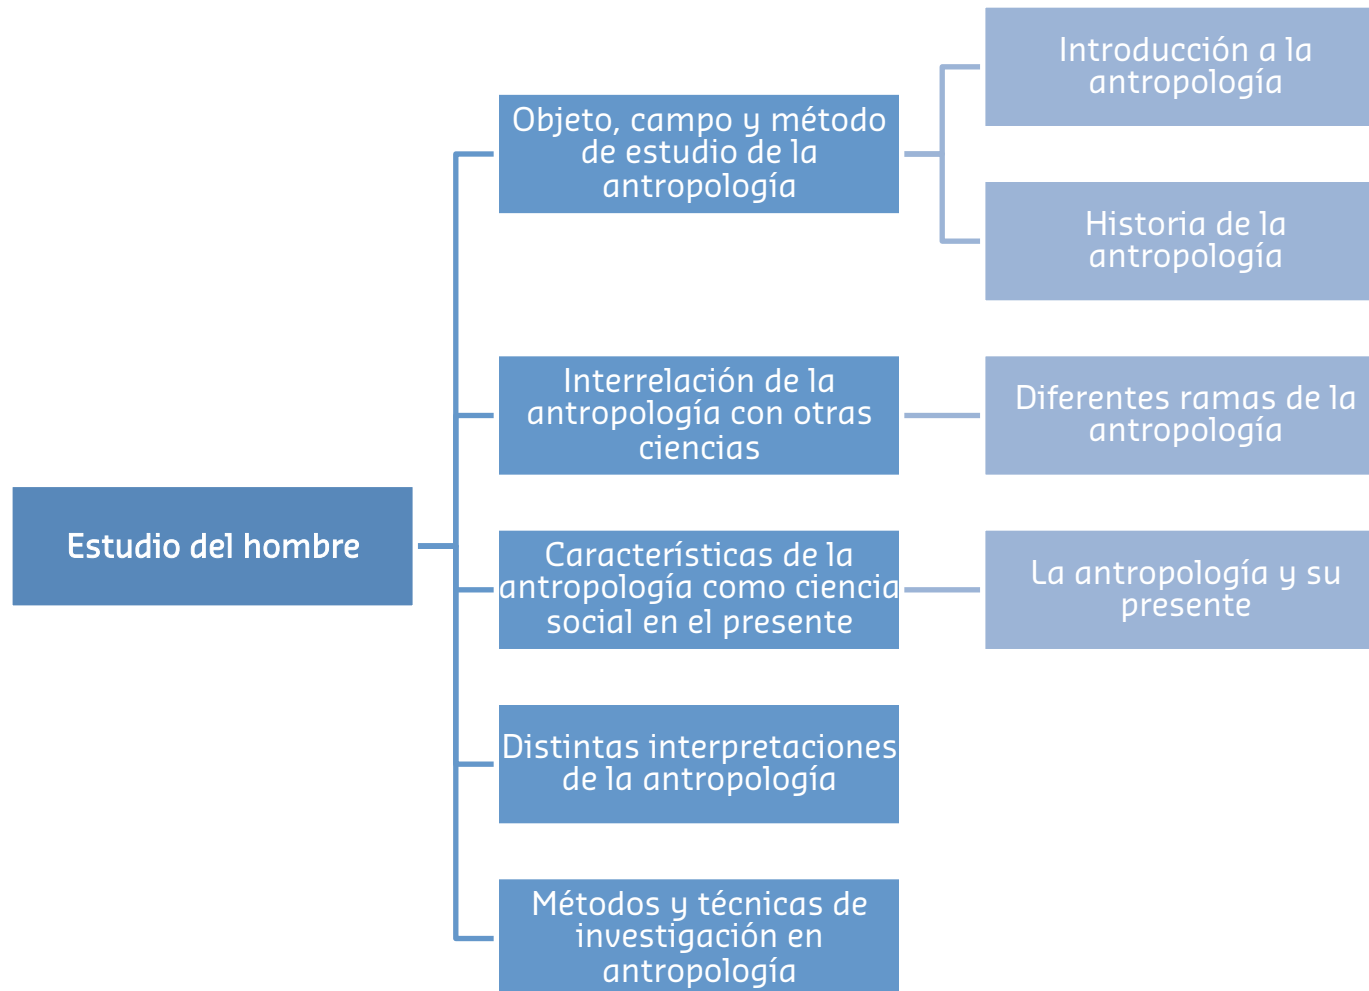 Estudio del hombre
Objeto, campo y método
de estudio de la
antropología
Introducción a la
antropología
Historia de la
antropología
Interrelación de la
antropología con otras
ciencias
Diferentes ramas de la
antropología
Características de la
antropología como ciencia
social en el presente
La antropología y su
presente
Distintas interpretaciones
de la antropología
Métodos y técnicas de
investigación en
antropología